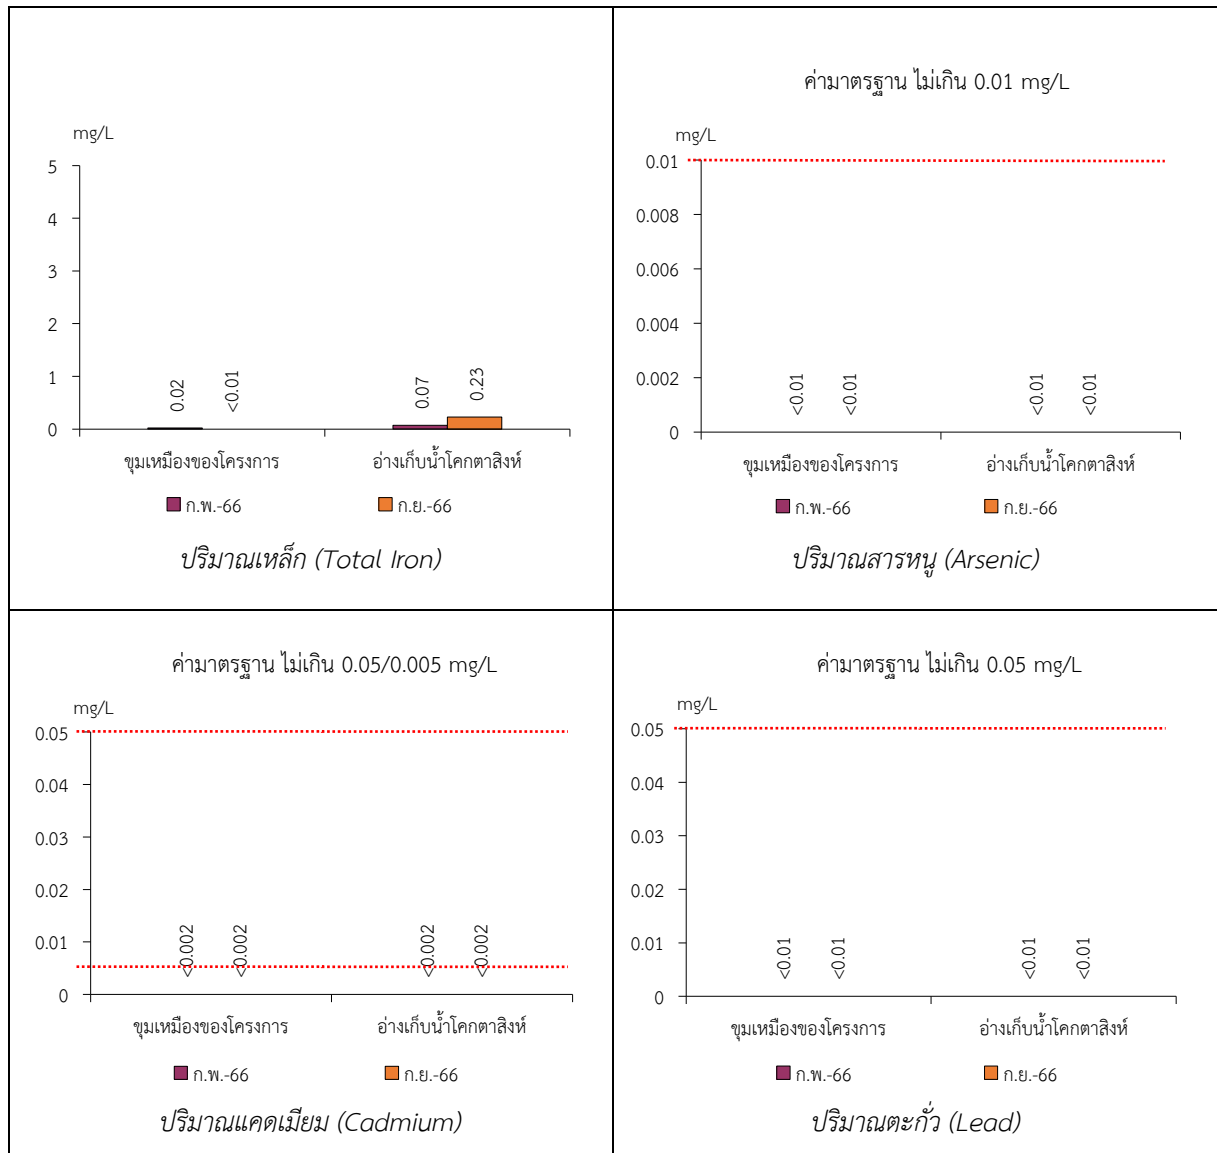 mg/L
5
4
3
2
1
0
0.02
<0.01
0.07
0.23
ขุมเหมืองของโครงการ
อ่างเก็บน้ำโคกตาสิงห์
ก.พ.-66
ก.ย.-66
ปริมาณเหล็ก (Total Iron)
ค่ามาตรฐาน ไม่เกิน 0.01 mg/L
mg/L
0.01
0.008
0.006
0.004
0.002
0
<0.01
<0.01
<0.01
<0.01
ขุมเหมืองของโครงการ
อ่างเก็บน้ำโคกตาสิงห์
ก.พ.-66
ก.ย.-66
ปริมาณสารหนู (Arsenic)
ค่ามาตรฐาน ไม่เกิน 0.05/0.005 mg/L
mg/L
0.05
0.04
0.03
0.02
0.01
0
<0.002
<0.002
<0.002
<0.002
ขุมเหมืองของโครงการ
อ่างเก็บน้ำโคกตาสิงห์
ก.พ.-66
ก.ย.-66
ปริมาณแคดเมียม (Cadmium)
ค่ามาตรฐาน ไม่เกิน 0.05 mg/L
mg/L
0.05
0.04
0.03
0.02
0.01
0
<0.01
<0.01
<0.01
<0.01
ขุมเหมืองของโครงการ
อ่างเก็บน้ำโคกตาสิงห์
ก.พ.-66
ก.ย.-66
ปริมาณตะกั่ว (Lead)